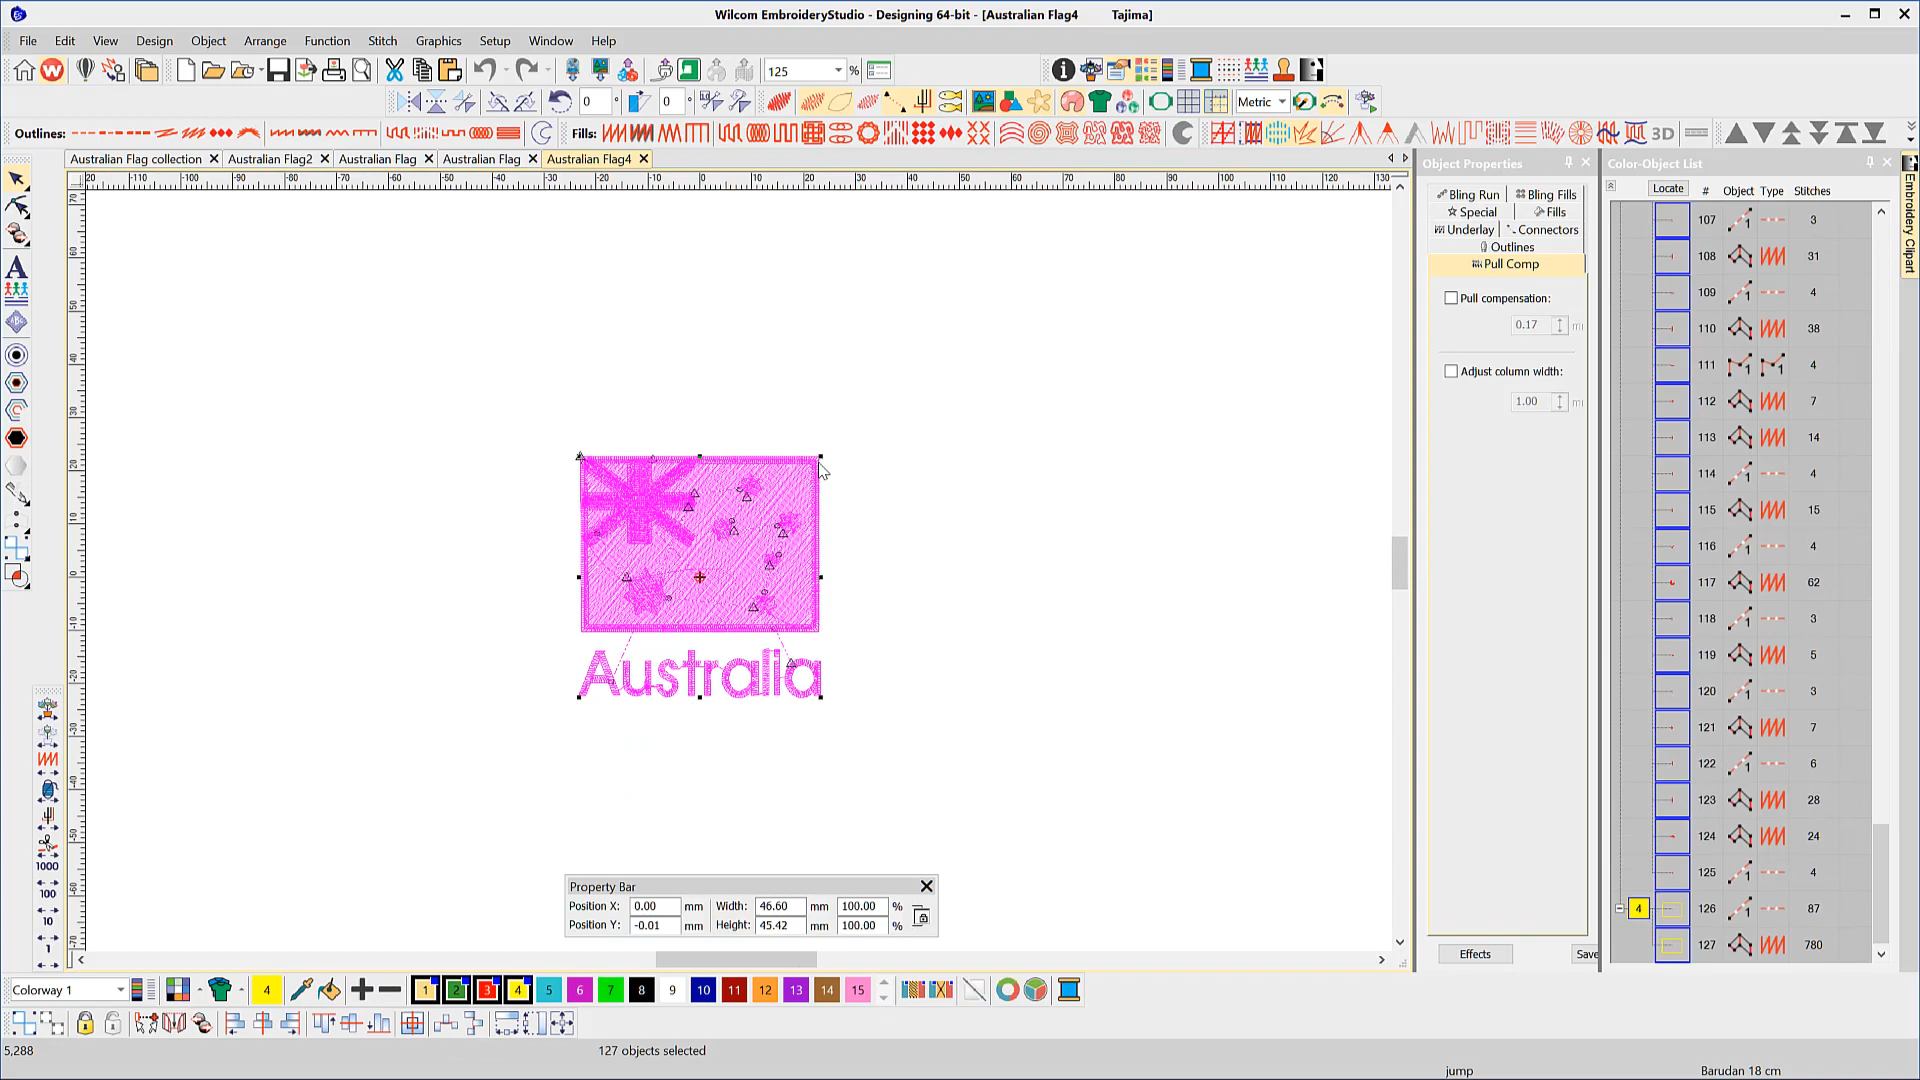 Wilcom EmbroideryStudio - Designing 64-bit - [Australian Flag4 Tajima]
File Edit View Design Object Arrange Function Stitch Graphics Setup Window Help
125 %
0 ° 0 ° Metric
Outlines: Fills: 3D
Australian Flag collection Australian Flag2 Australian Flag Australian Flag Australian Flag4
Object Properties
Bling Run Bling Fills
Special Fills
Underlay Connectors
Outlines
Pull Comp
Pull compensation:
0.17
Adjust column width:
1.00
Effects Save
Color-Object List
Locate # Object Type Stitches
107 3
108 31
109 4
110 38
111 4
112 7
113 14
114 4
115 15
116 4
117 62
118 3
119 5
120 3
121 7
122 6
123 28
124 24
125 4
4 126 87
127 780
Embroidery Clipart
Australia
1000
100
10
1
Property Bar
Position X: 0.00 mm Width: 46.60 mm 100.00 %
Position Y: -0.01 mm Height: 45.42 mm 100.00 %
Colorway 1 4 1 2 3 4 5 6 7 8 9 10 11 12 13 14 15
5,288 127 objects selected
jump Barudan 18 cm